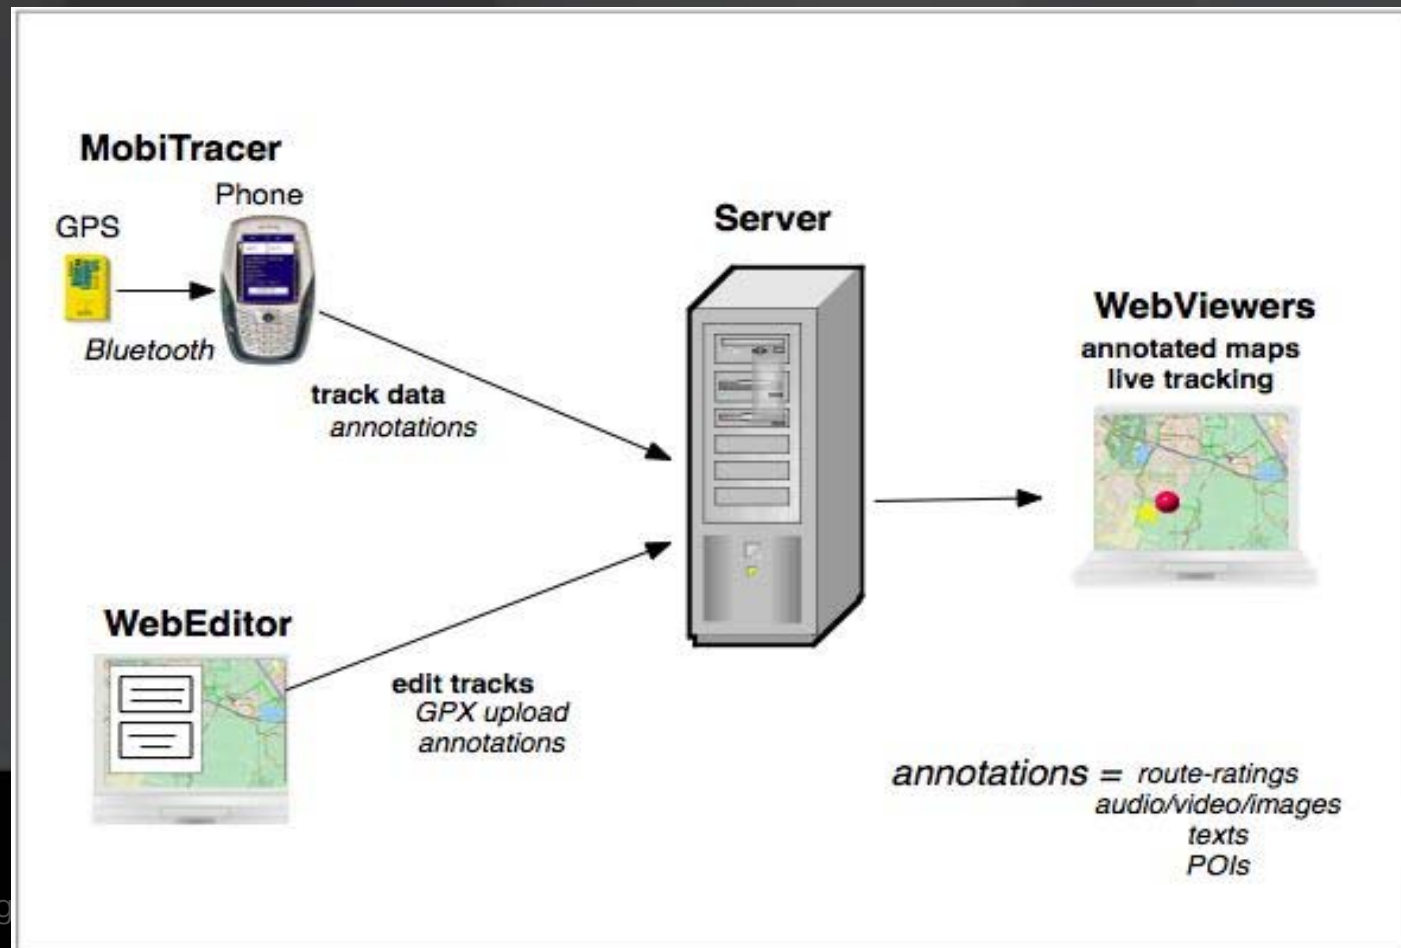 MobiTracer
Phone
GPS
Bluetooth
track data
annotations
Server
WebViewers
annotated maps
live tracking
WebEditor
edit tracks
GPX upload
annotations
annotations = route-ratings
audio/video/images
texts
POIs